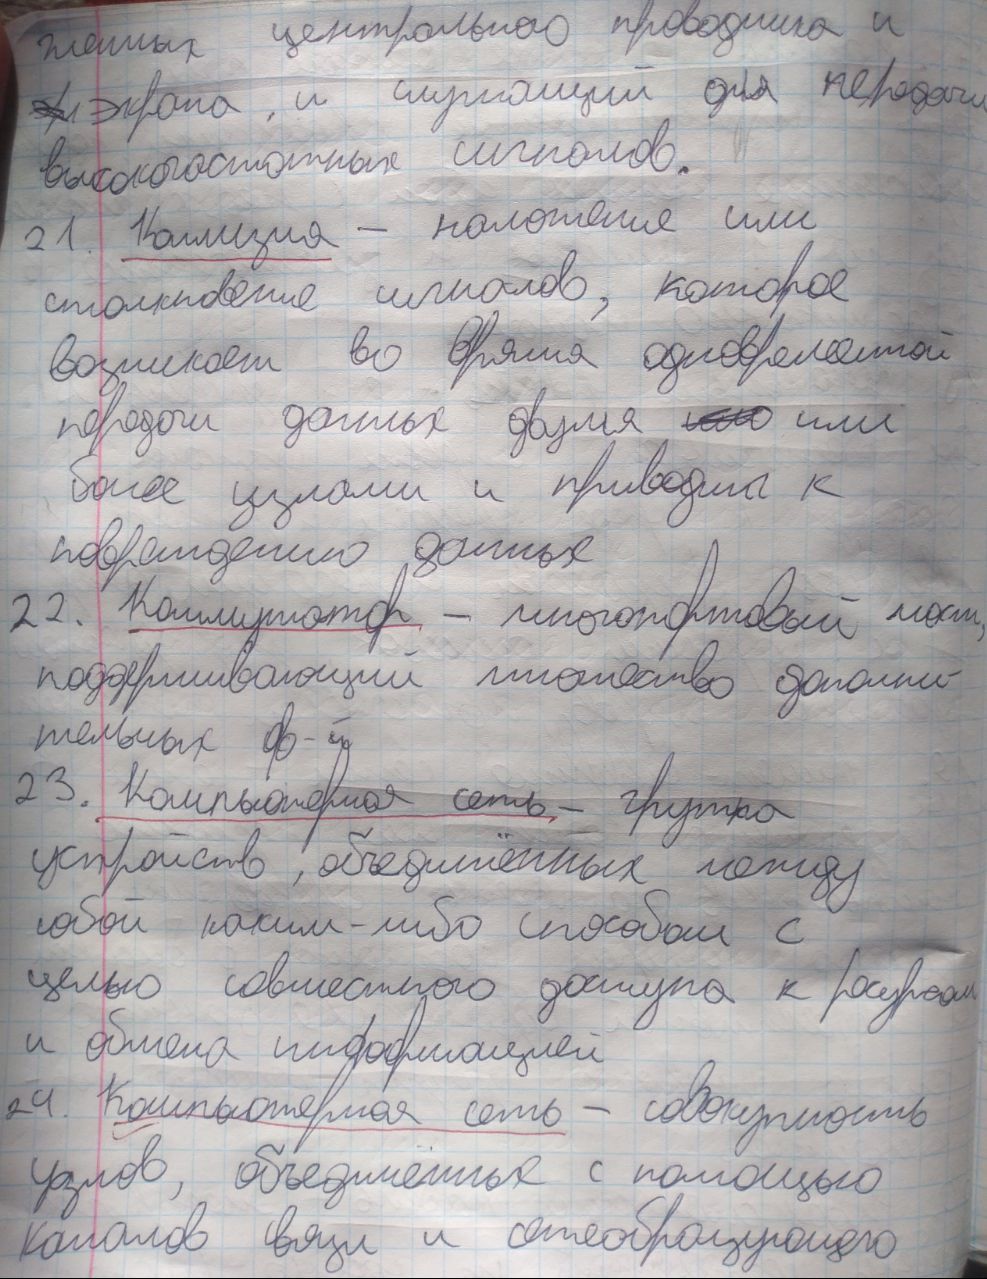 женных центрального проводника и
экрана, и служащий для передачи
высокочастотных сигналов.
21. Коллизия – наложение или
столкновение сигналов, которое
возникает во время одновременной
передачи данных двумя или
более узлами и приводит к
повреждению данных
22. Коммутатор – многопортовый мост,
поддерживающий множество дополни-
тельных ф-й
23. Компьютерная сеть – группа
устройств, объединённых между
собой каким-либо способом с
целью совместного доступа к ресурсам
и обмена информацией
24. Компьютерная сеть – совокупность
узлов, объединённых с помощью
каналов связи и сетеобразующего